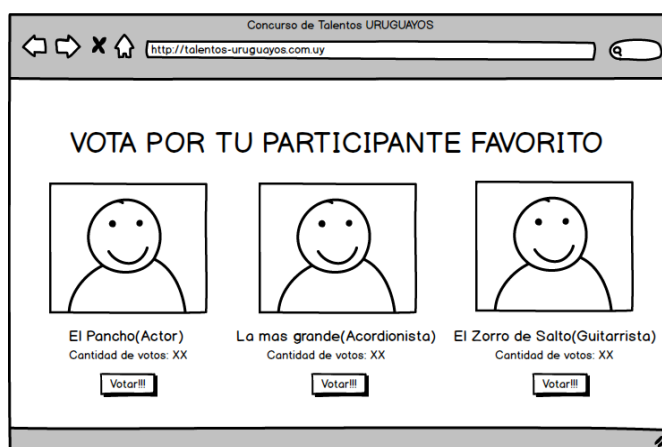 Concurso de Talentos URUGUAYOS
http://talentos-uruguayos.com.uy
VOTA POR TU PARTICIPANTE FAVORITO
El Pancho(Actor)
Cantidad de votos: XX
Votar!!!
La mas grande(Acordionista)
Cantidad de votos: XX
Votar!!!
El Zorro de Salto(Guitarrista)
Cantidad de votos: XX
Votar!!!